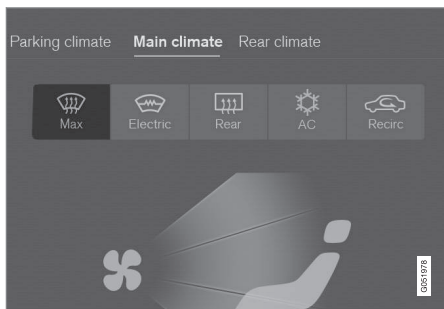 Parking climate Main climate Rear climate
Max Electric Rear AC Recirc
G051978